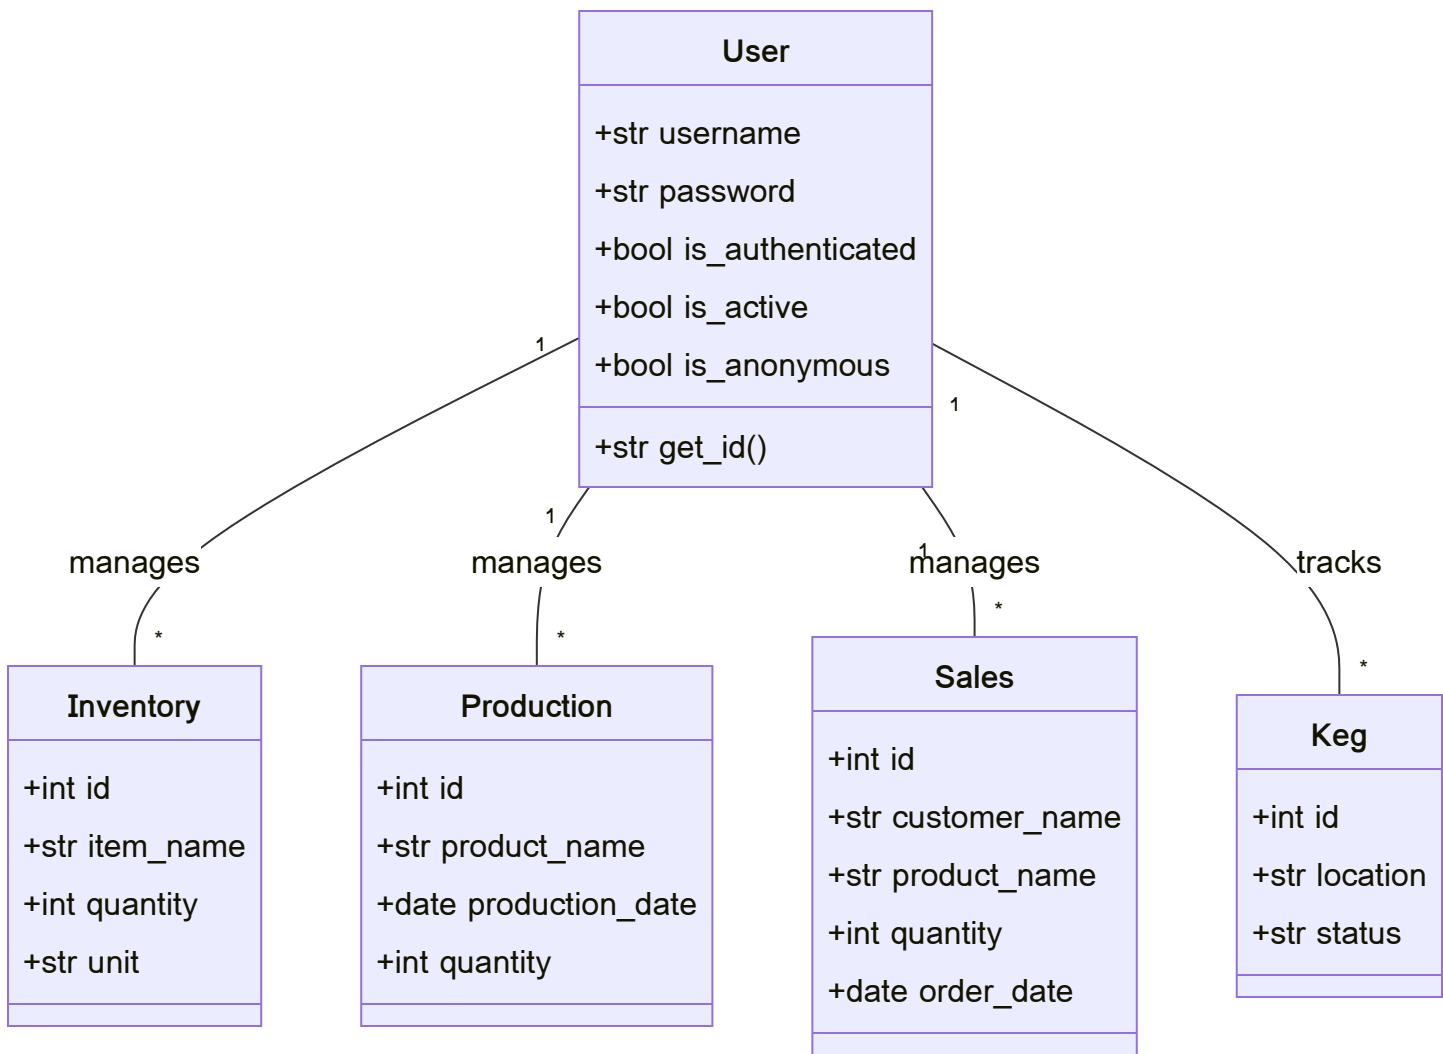 User
+str username
+str password
+bool is_authenticated
+bool is_active
+bool is_anonymous
+str get_id()
1
1
1
1
manages
manages
manages
tracks
*
*
*
*
Inventory
+int id
+str item_name
+int quantity
+str unit
Production
+int id
+str product_name
+date production_date
+int quantity
Sales
+int id
+str customer_name
+str product_name
+int quantity
+date order_date
Keg
+int id
+str location
+str status